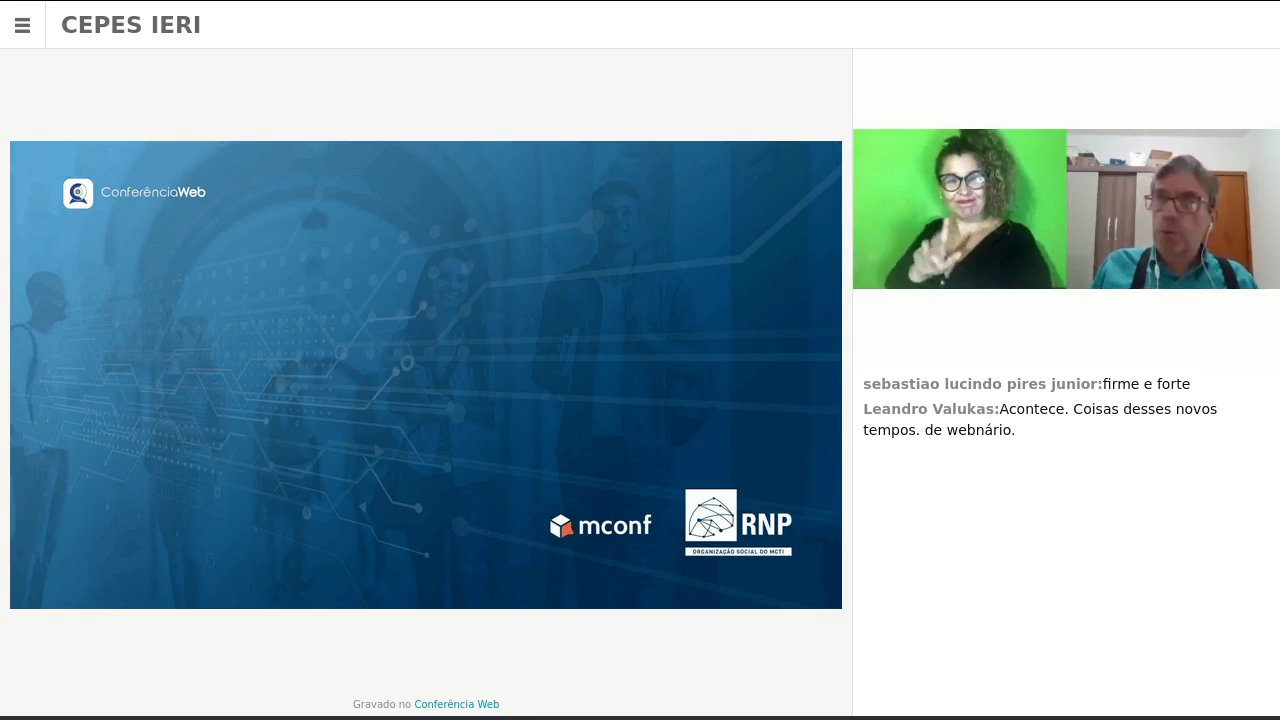 CEPES IERI
ConferênciaWeb
mconf
RNP
ORGANIZAÇÃO SOCIAL DO MCTI
sebastiao lucindo pires junior:firme e forte
Leandro Valukas:Acontece. Coisas desses novos
tempos. de webnário.
Gravado no Conferência Web